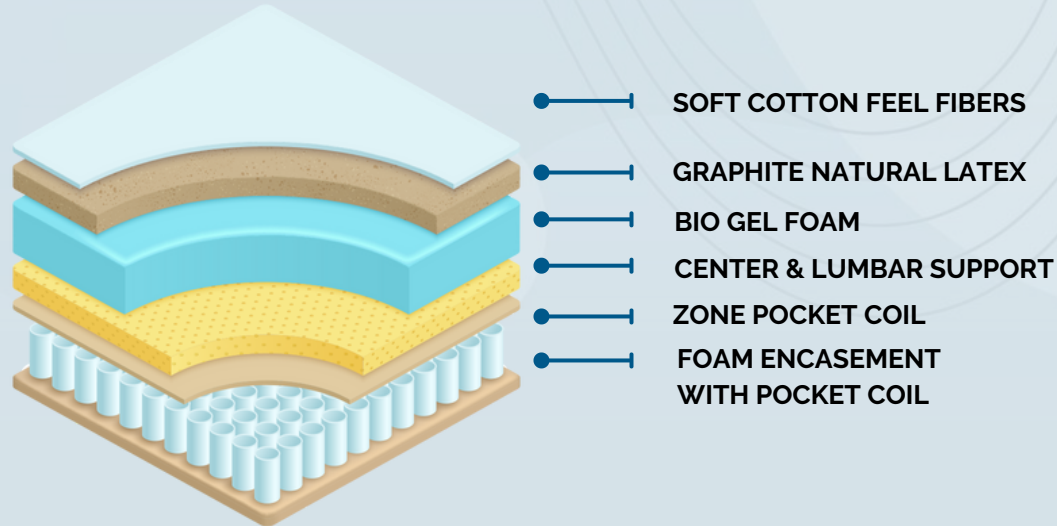 SOFT COTTON FEEL FIBERS
GRAPHITE NATURAL LATEX
BIO GEL FOAM
CENTER & LUMBAR SUPPORT
ZONE POCKET COIL
FOAM ENCASEMENT
WITH POCKET COIL